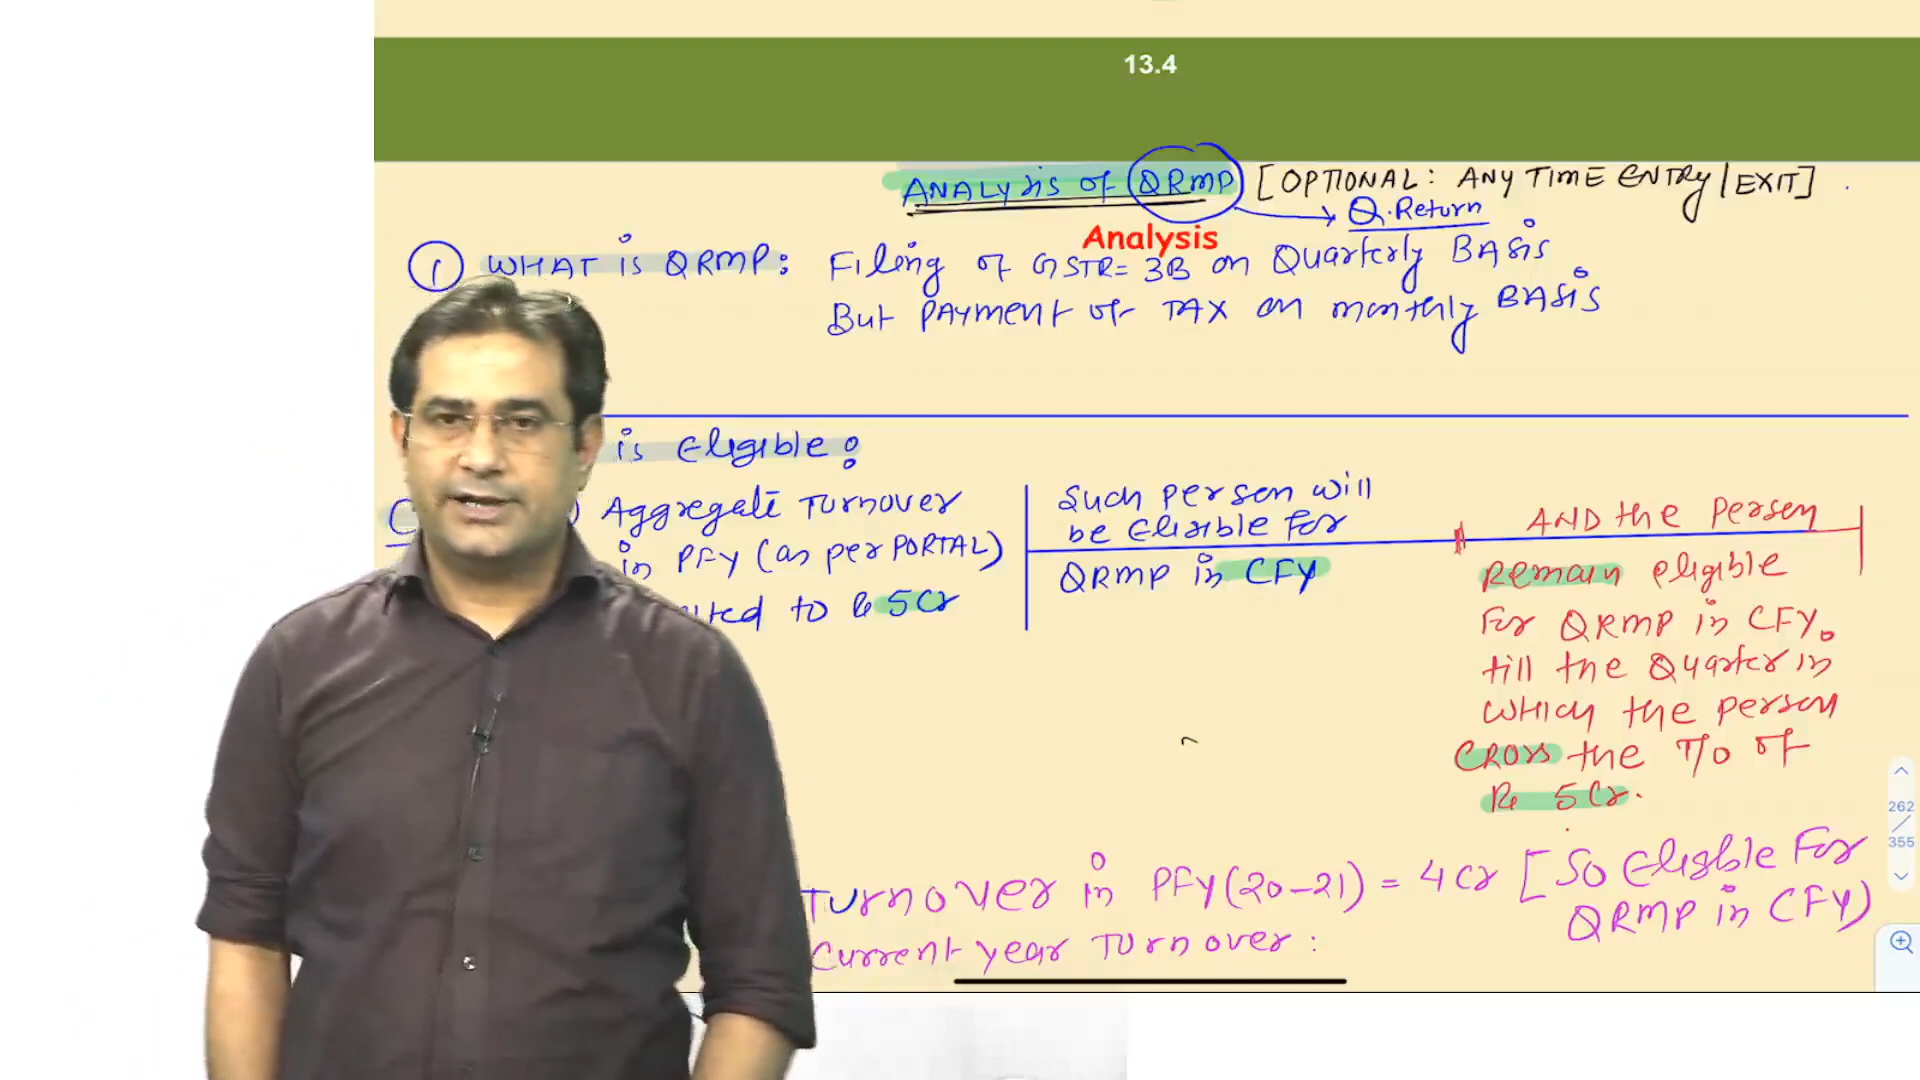 13.4
ANALYSIS OF QRMP [OPTIONAL: ANY TIME ENTRY/EXIT]
Q.Return
Analysis
① WHAT is QRMP: Filing of GSTR-3B on Quarterly BASIS
But PAYMENT OF TAX on monthly BASIS
is Eligible:
Aggregate Turnover
in PFY (as per PORTAL)
to Rs 5Cr
Such person will
be Eligible for
QRMP in CFY
AND the Person
REMAIN eligible
For QRMP in CFY.
till the Quarter in
WHICH the person
CROSS the T/O of
Rs 5Cr.
Turnover in PFY(20-21) = 4Cr [So Eligible For
QRMP in CFY)
Current year Turnover:
262
/
355